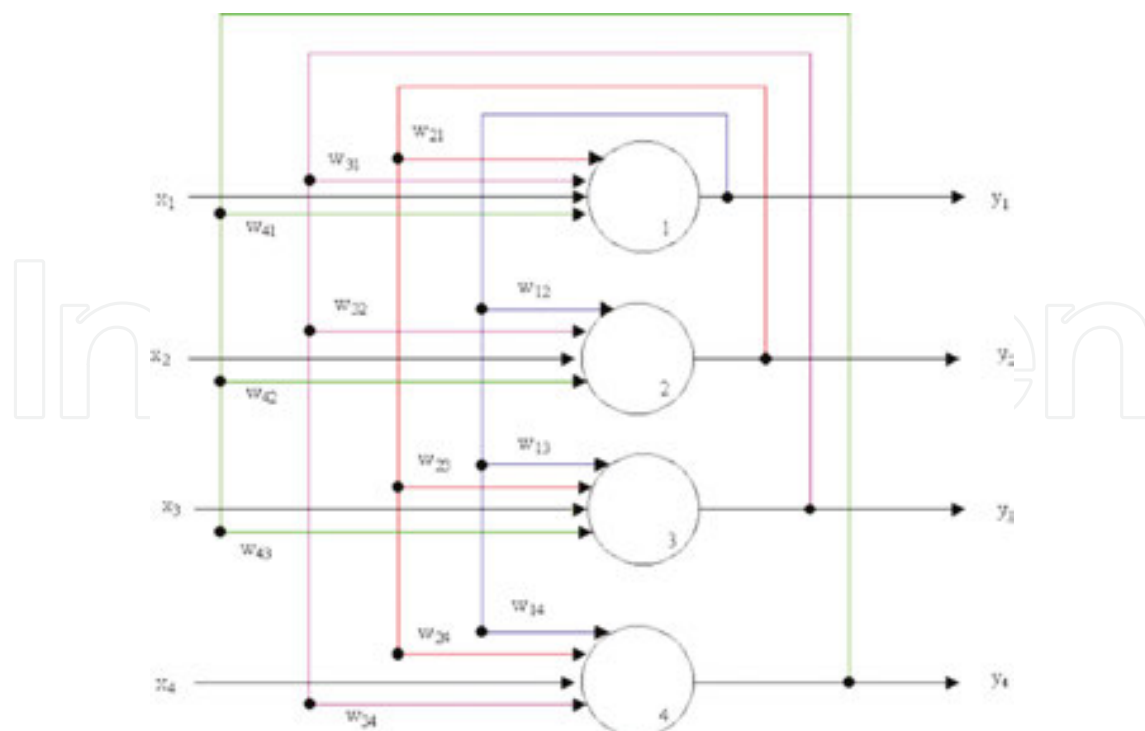 w₂₁
w₃₁
x₁
y₁
w₄₁
1
w₁₂
w₃₂
x₂
y₂
w₄₂
2
w₁₃
w₂₃
x₃
y₃
w₄₃
3
w₁₄
w₂₄
x₄
y₄
w₃₄
4